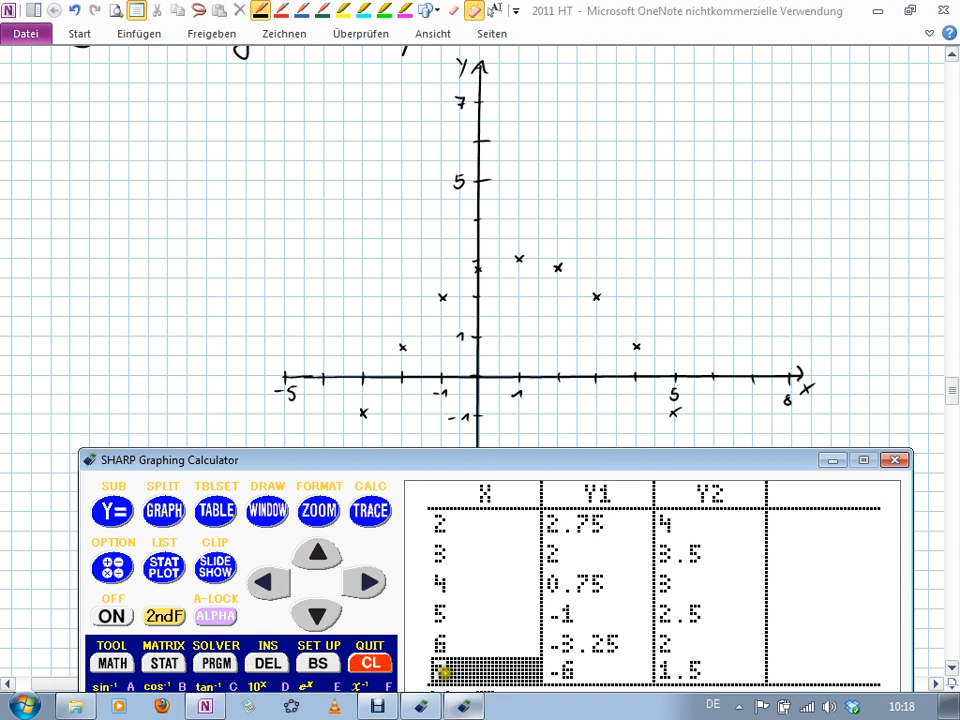 2011 HT - Microsoft OneNote nichtkommerzielle Verwendung
Datei Start Einfügen Freigeben Zeichnen Überprüfen Ansicht Seiten
y
7
5
1
-5 -1 1 5 8 x
-1
SHARP Graphing Calculator
SUB SPLIT TBLSET DRAW FORMAT CALC
Y= GRAPH TABLE WINDOW ZOOM TRACE
OPTION LIST CLIP
STAT PLOT SLIDE SHOW
OFF A-LOCK
ON 2ndF ALPHA
TOOL MATRIX SOLVER INS SET UP QUIT
MATH STAT PRGM DEL BS CL
sin⁻¹ A cos⁻¹ B tan⁻¹ C 10ˣ D eˣ E x⁻¹ F
X Y1 Y2
2 2.75 4
3 2 3.5
4 0.75 3
5 -1 2.5
6 -3.25 2
-6 1.5
DE 10:18